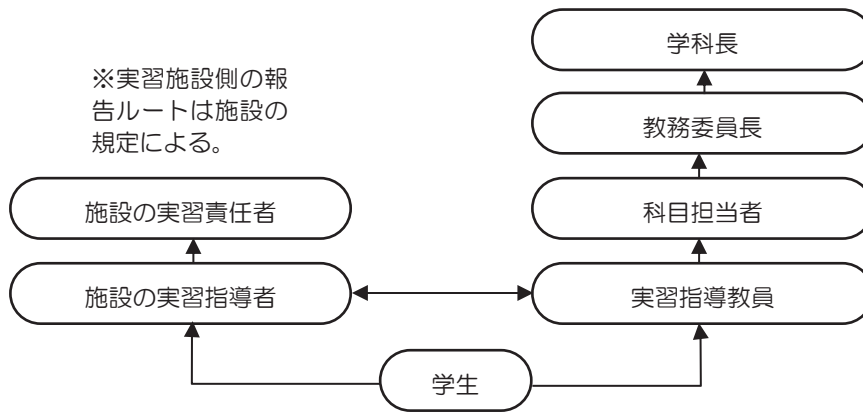 学科長
※実習施設側の報
告ルートは施設の
規定による。
教務委員長
施設の実習責任者
科目担当者
施設の実習指導者
実習指導教員
学生